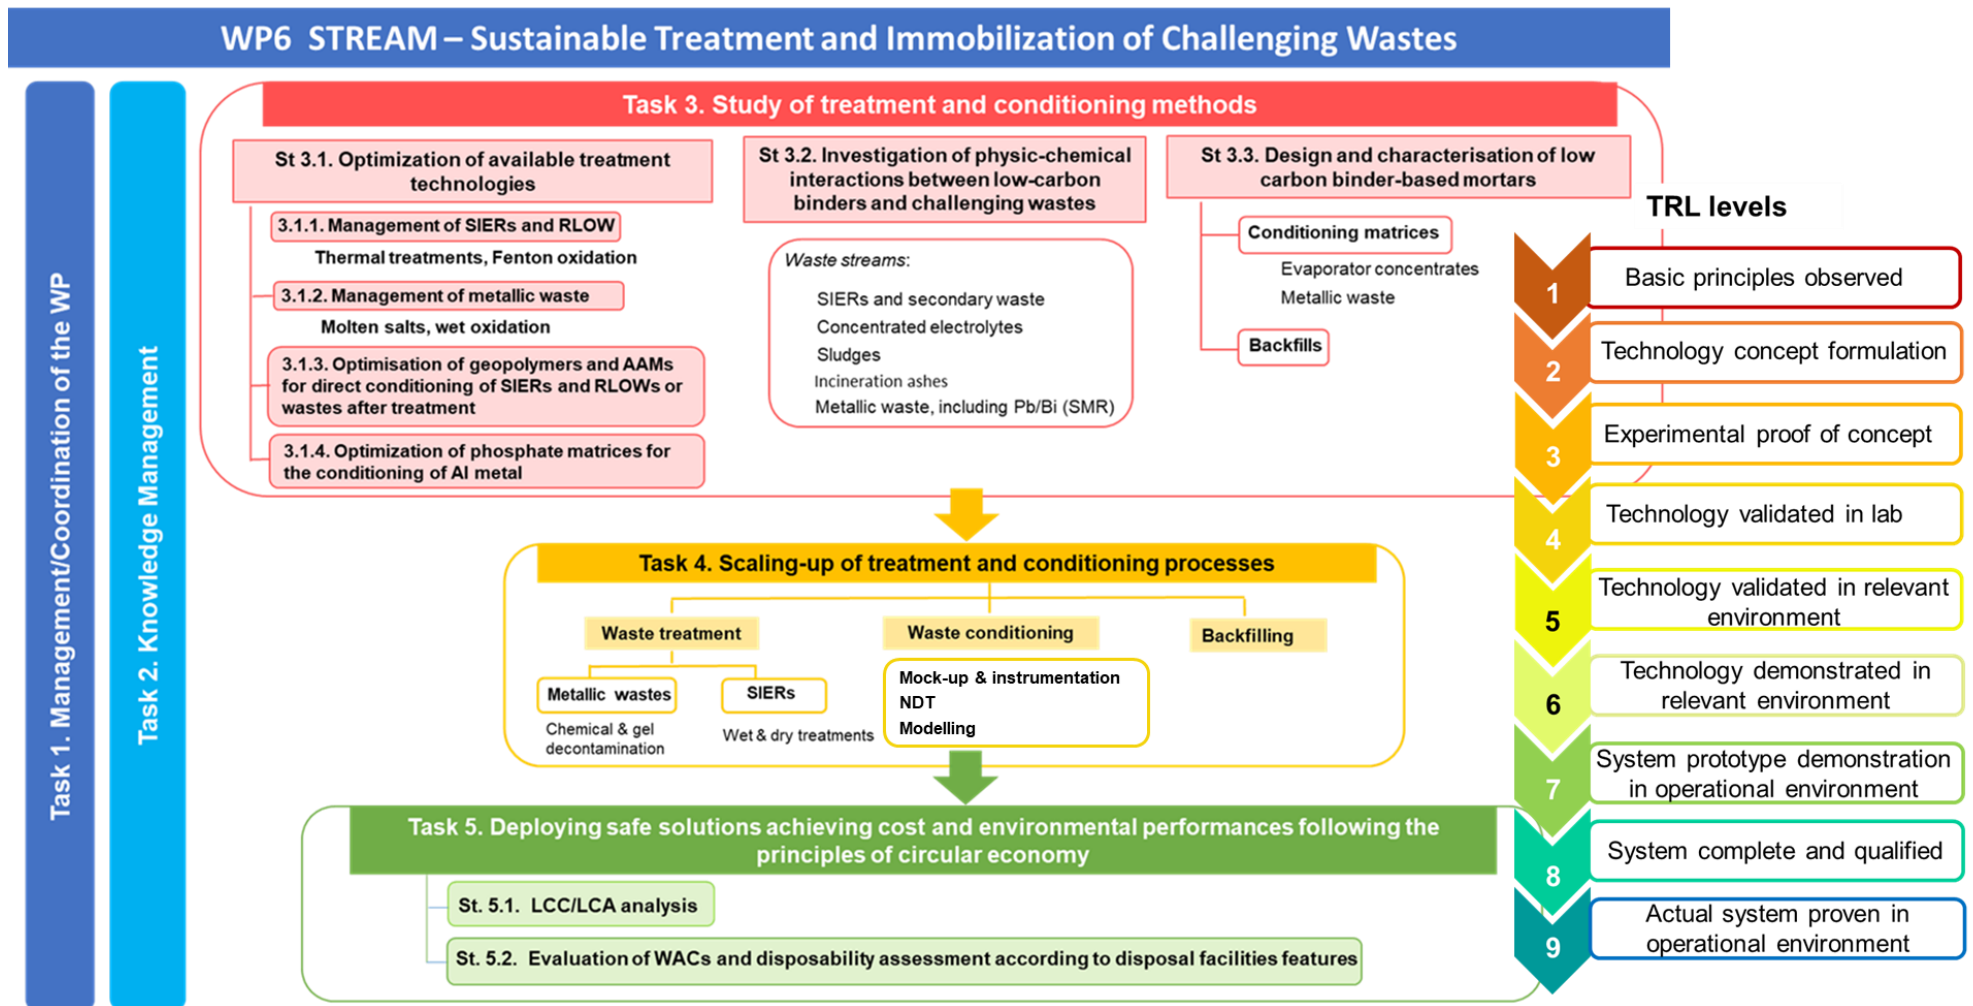 WP6 STREAM – Sustainable Treatment and Immobilization of Challenging Wastes
Task 1. Management/Coordination of the WP
Task 2. Knowledge Management
Task 3. Study of treatment and conditioning methods
St 3.1. Optimization of available treatment
technologies
3.1.1. Management of SIERs and RLOW
Thermal treatments, Fenton oxidation
3.1.2. Management of metallic waste
Molten salts, wet oxidation
3.1.3. Optimisation of geopolymers and AAMs
for direct conditioning of SIERs and RLOWs or
wastes after treatment
3.1.4. Optimization of phosphate matrices for
the conditioning of Al metal
St 3.2. Investigation of physic-chemical
interactions between low-carbon
binders and challenging wastes
Waste streams:
SIERs and secondary waste
Concentrated electrolytes
Sludges
Incineration ashes
Metallic waste, including Pb/Bi (SMR)
St 3.3. Design and characterisation of low
carbon binder-based mortars
Conditioning matrices
Evaporator concentrates
Metallic waste
Backfills
Task 4. Scaling-up of treatment and conditioning processes
Waste treatment
Metallic wastes
Chemical & gel
decontamination
SIERs
Wet & dry treatments
Waste conditioning
Mock-up & instrumentation
NDT
Modelling
Backfilling
Task 5. Deploying safe solutions achieving cost and environmental performances following the
principles of circular economy
St. 5.1. LCC/LCA analysis
St. 5.2. Evaluation of WACs and disposability assessment according to disposal facilities features
TRL levels
1
Basic principles observed
2
Technology concept formulation
3
Experimental proof of concept
4
Technology validated in lab
5
Technology validated in relevant
environment
6
Technology demonstrated in
relevant environment
7
System prototype demonstration
in operational environment
8
System complete and qualified
9
Actual system proven in
operational environment